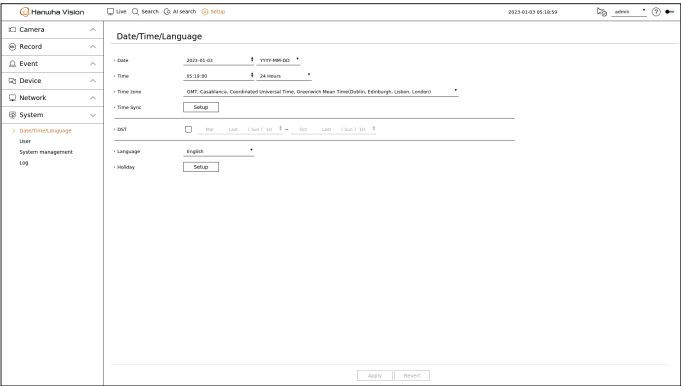 Hanwha Vision Live Search AI search Setup 2023-01-03 05:18:59 admin ?
Camera
Record
Event
Device
Network
System
Date/Time/Language
User
System management
Log
Date/Time/Language
Date 2023-01-03 YYYY-MM-DD
Time 05:19:00 24 Hours
Time zone GMT. Casablanca, Coordinated Universal Time, Greenwich Mean Time(Dublin, Edinburgh, Lisbon, London)
Time Sync Setup
DST Mar Last (Sun) 1H ~ Oct Last (Sun) 1H
Language English
Holiday Setup
Apply Revert